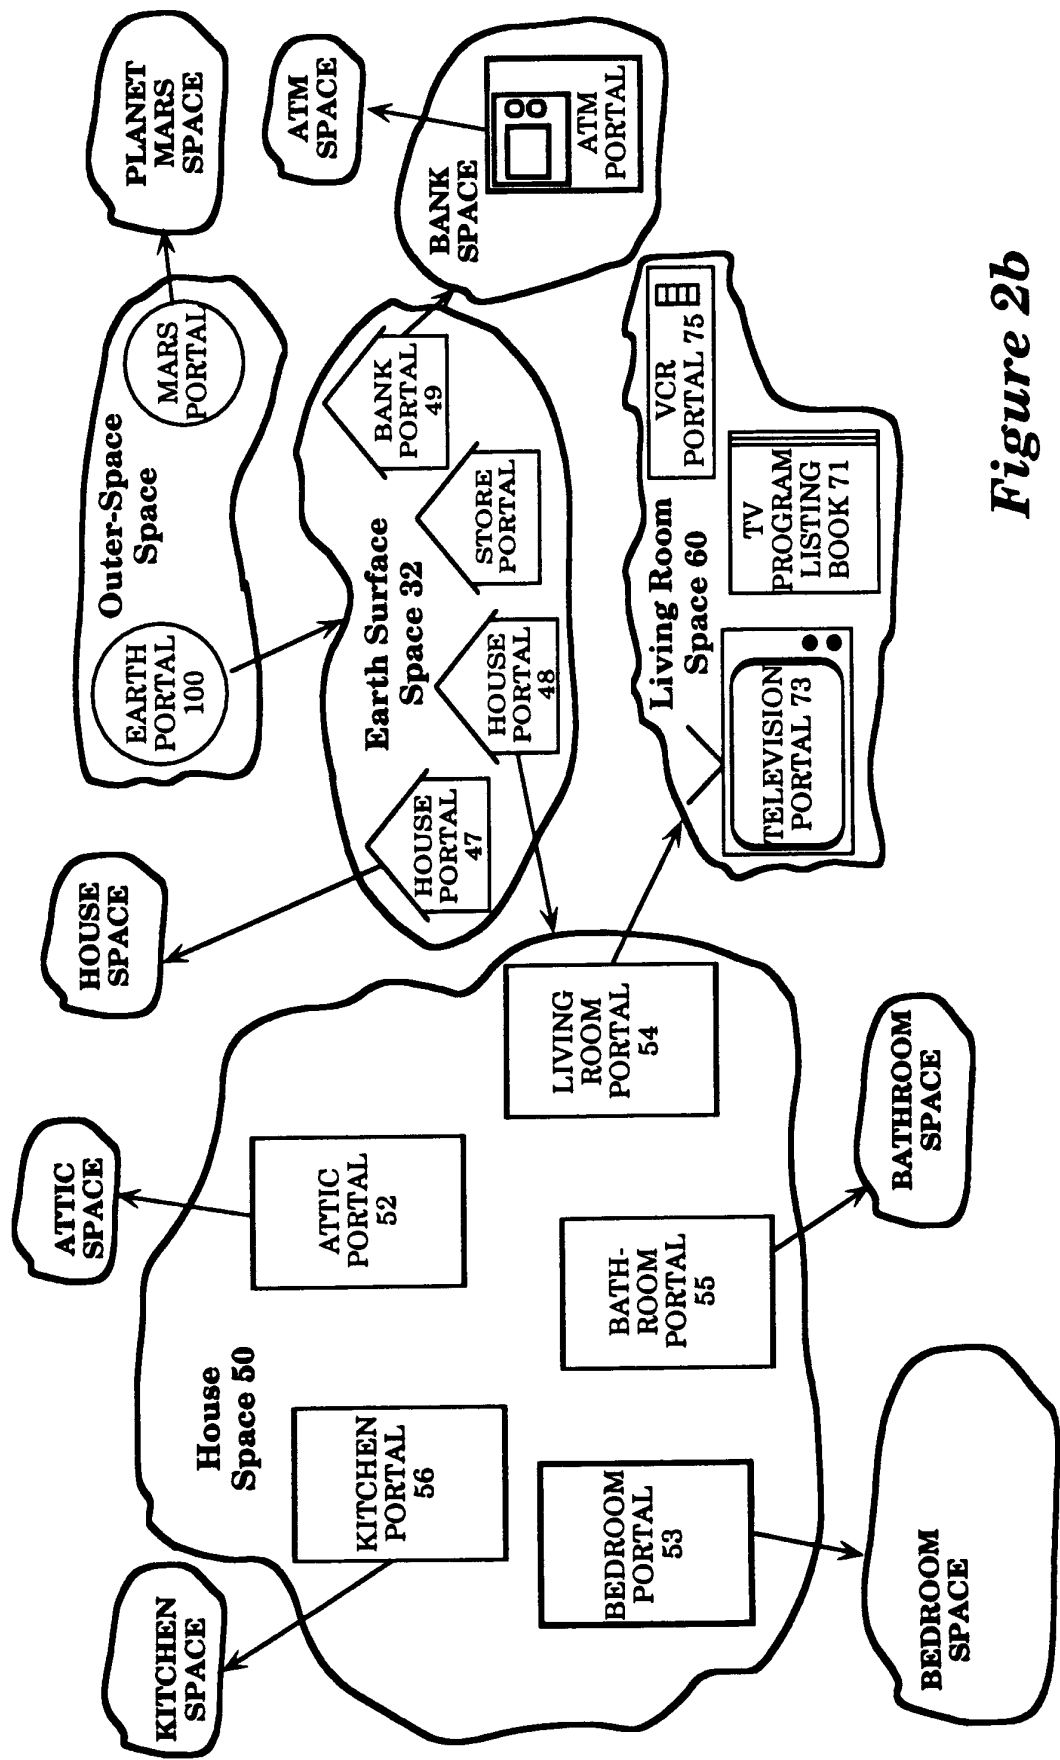 KITCHEN
SPACE
ATTIC
SPACE
HOUSE
SPACE
Outer-Space
Space
EARTH
PORTAL
100
MARS
PORTAL
PLANET
MARS
SPACE
ATM
SPACE
House
Space 50
KITCHEN
PORTAL
56
ATTIC
PORTAL
52
BEDROOM
PORTAL
53
BATH-
ROOM
PORTAL
55
LIVING
ROOM
PORTAL
54
Earth Surface
Space 32
HOUSE
PORTAL
47
HOUSE
PORTAL
48
STORE
PORTAL
BANK
PORTAL
49
BANK
SPACE
ATM
PORTAL
Living Room
Space 60
TELEVISION
PORTAL 73
TV
PROGRAM
LISTING
BOOK 71
VCR
PORTAL 75
BEDROOM
SPACE
BATHROOM
SPACE
Figure 2b